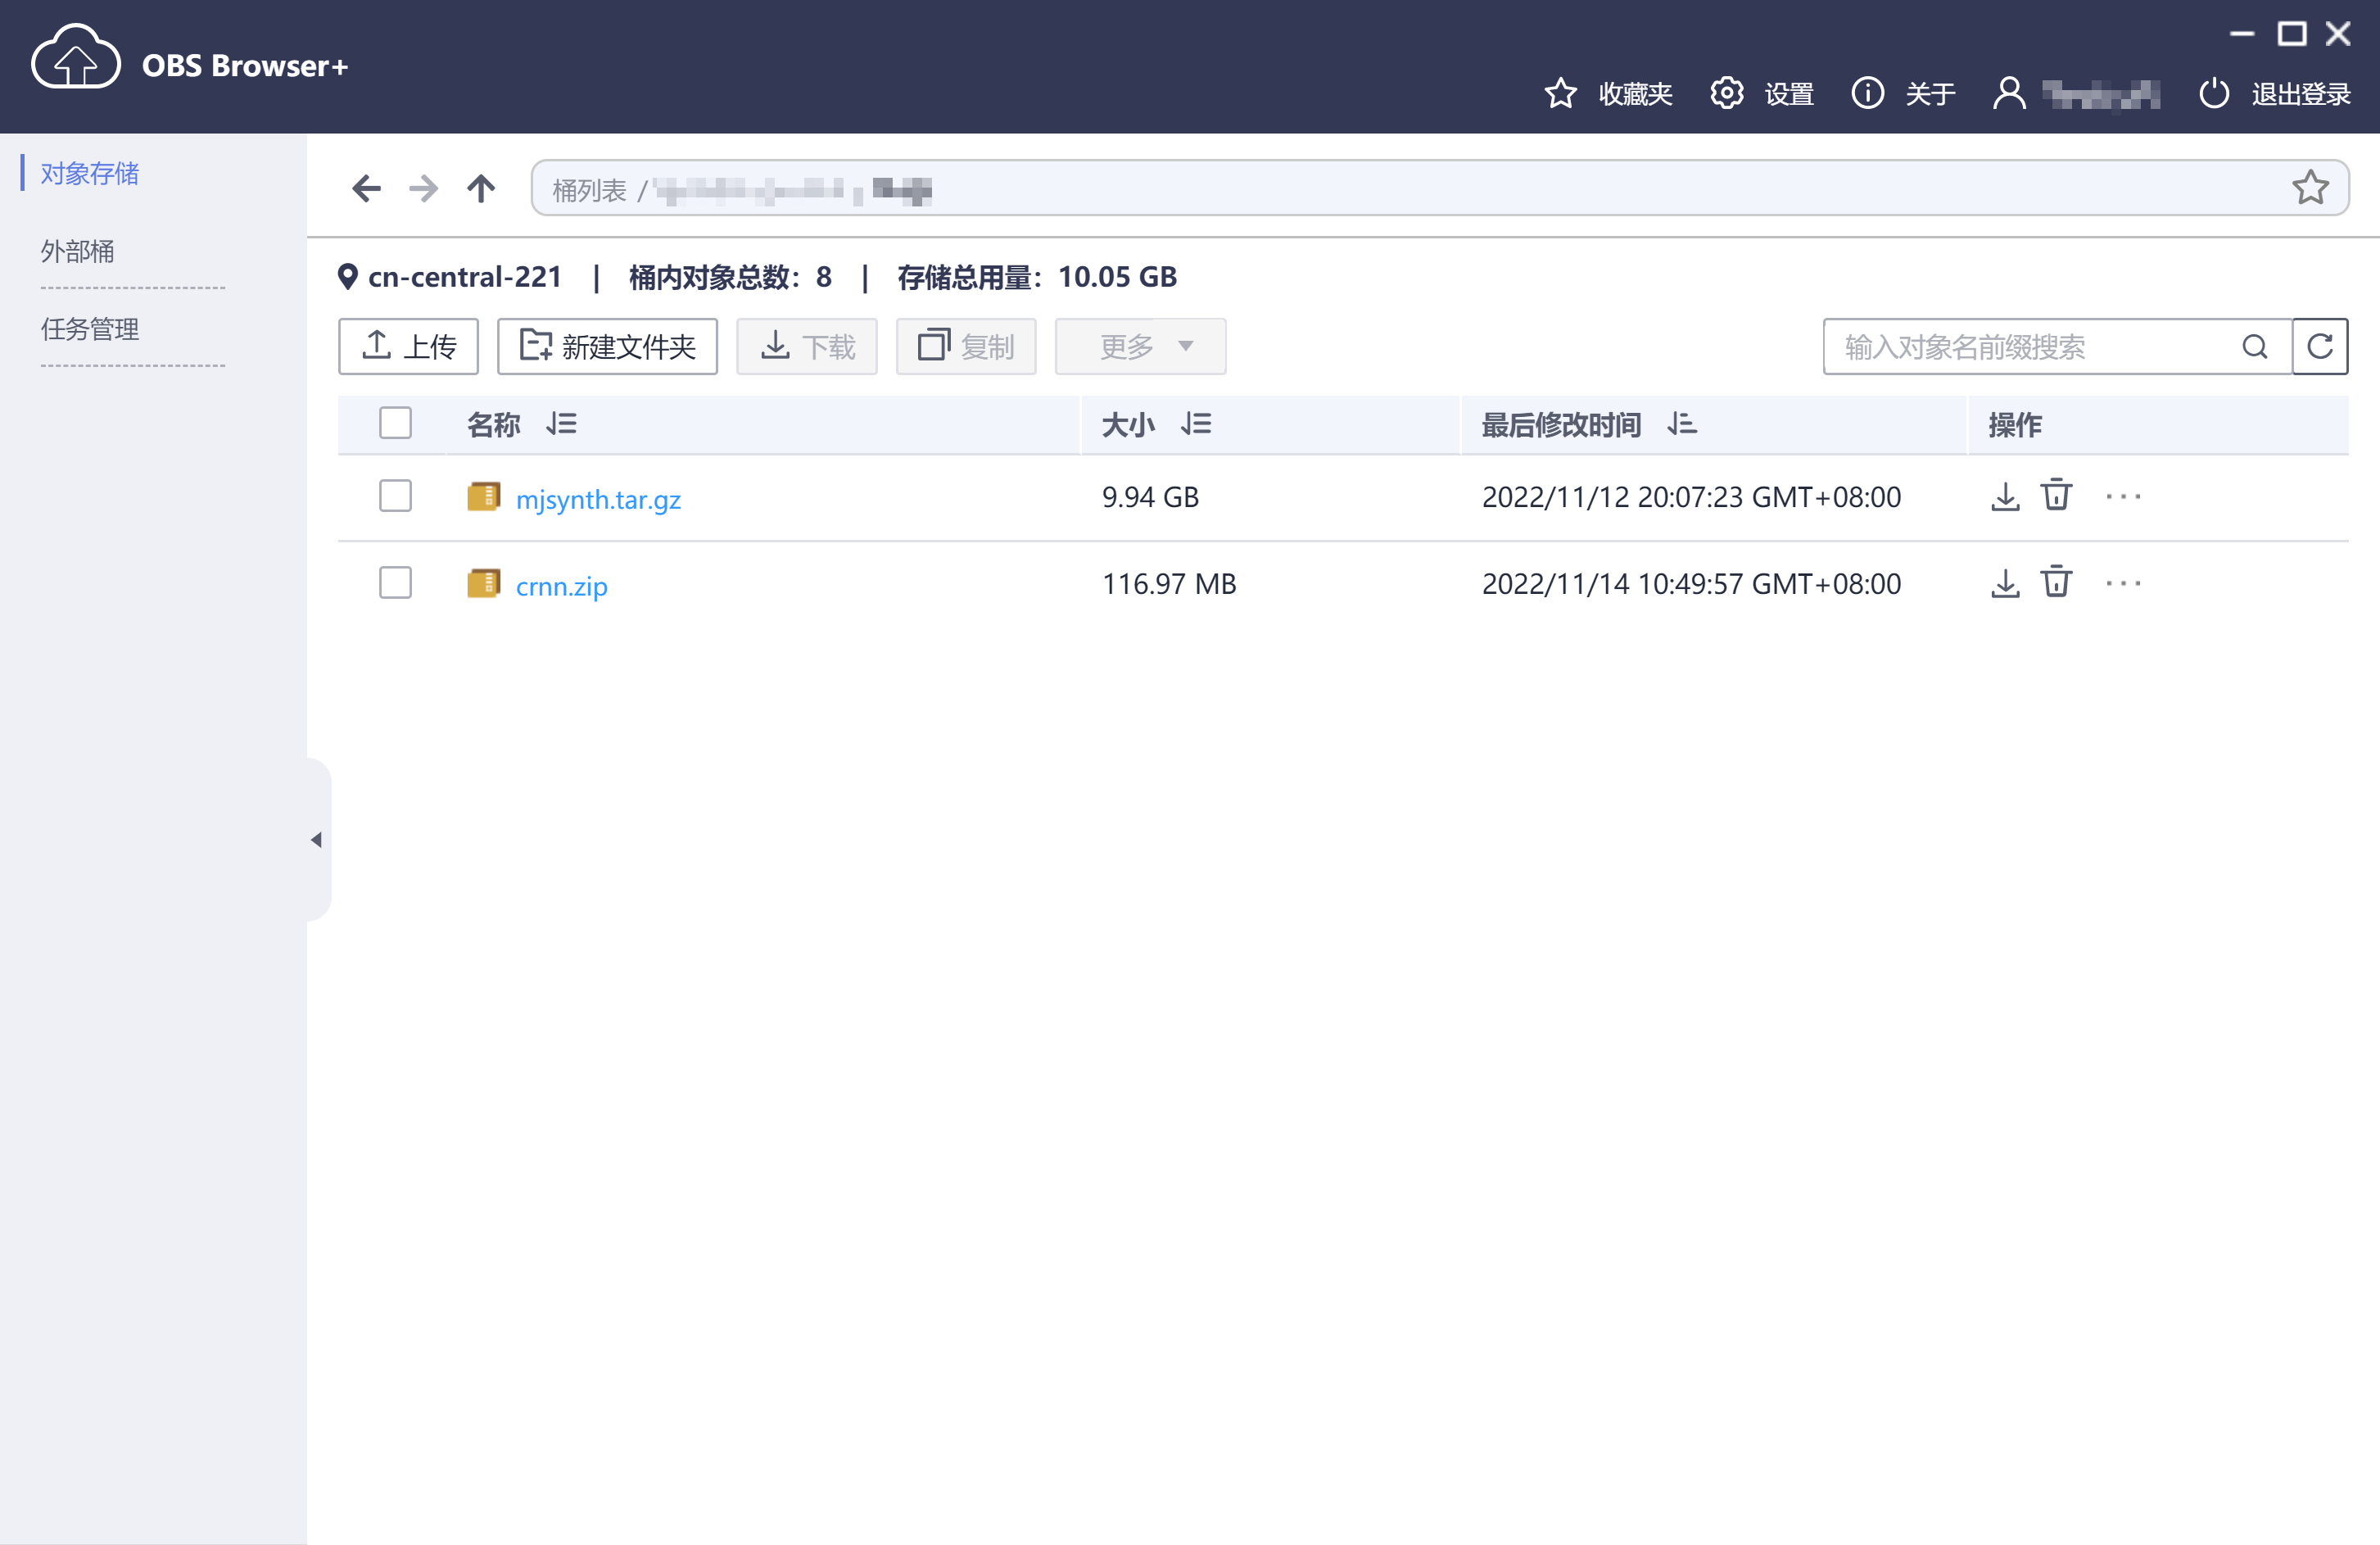 OBS Browser+
收藏夹 设置 关于 退出登录
对象存储
外部桶
任务管理
桶列表 /
cn-central-221 | 桶内对象总数：8 | 存储总用量：10.05 GB
上传 新建文件夹 下载 复制 更多 输入对象名前缀搜索
名称 大小 最后修改时间 操作
mjsynth.tar.gz 9.94 GB 2022/11/12 20:07:23 GMT+08:00
crnn.zip 116.97 MB 2022/11/14 10:49:57 GMT+08:00